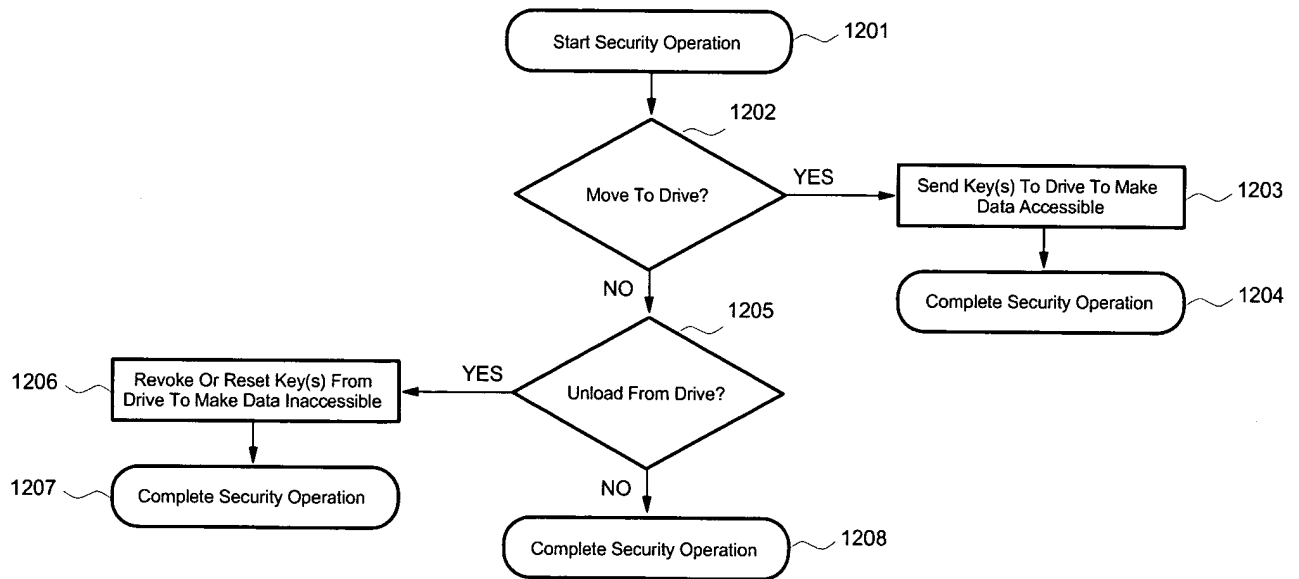 Start Security Operation
1201
1202
Move To Drive?
YES
Send Key(s) To Drive To Make
Data Accessible
1203
NO
Complete Security Operation
1204
1205
Unload From Drive?
YES
1206
Revoke Or Reset Key(s) From
Drive To Make Data Inaccessible
1207
Complete Security Operation
NO
Complete Security Operation
1208